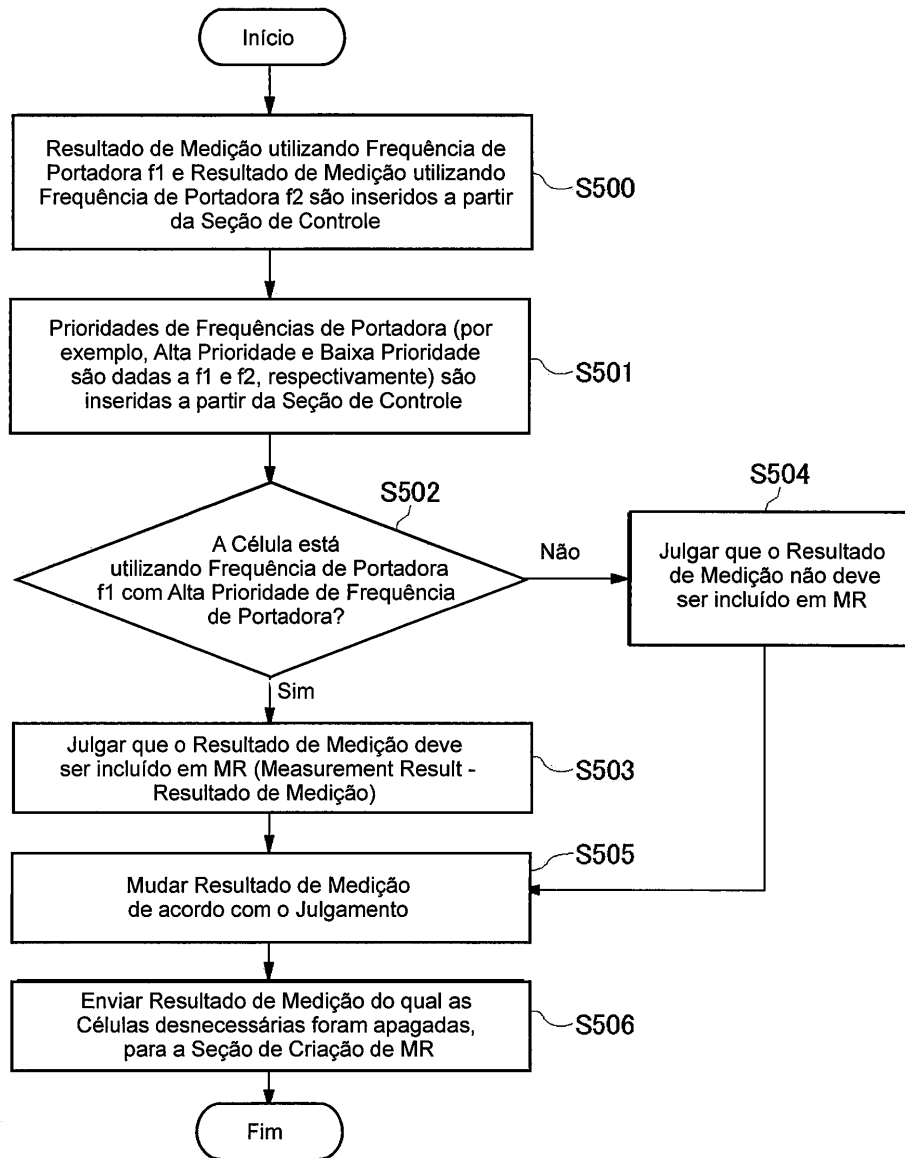 Início
Resultado de Medição utilizando Frequência de
Portadora f1 e Resultado de Medição utilizando
Frequência de Portadora f2 são inseridos a partir
da Seção de Controle
S500
Prioridades de Frequências de Portadora (por
exemplo, Alta Prioridade e Baixa Prioridade
são dadas a f1 e f2, respectivamente) são
inseridas a partir da Seção de Controle
S501
S502
A Célula está
utilizando Frequência de Portadora
f1 com Alta Prioridade de Frequência
de Portadora?
Não
S504
Julgar que o Resultado
de Medição não deve
ser incluído em MR
Sim
Julgar que o Resultado de Medição deve
ser incluído em MR (Measurement Result -
Resultado de Medição)
S503
Mudar Resultado de Medição
de acordo com o Julgamento
S505
Enviar Resultado de Medição do qual as
Células desnecessárias foram apagadas,
para a Seção de Criação de MR
S506
Fim